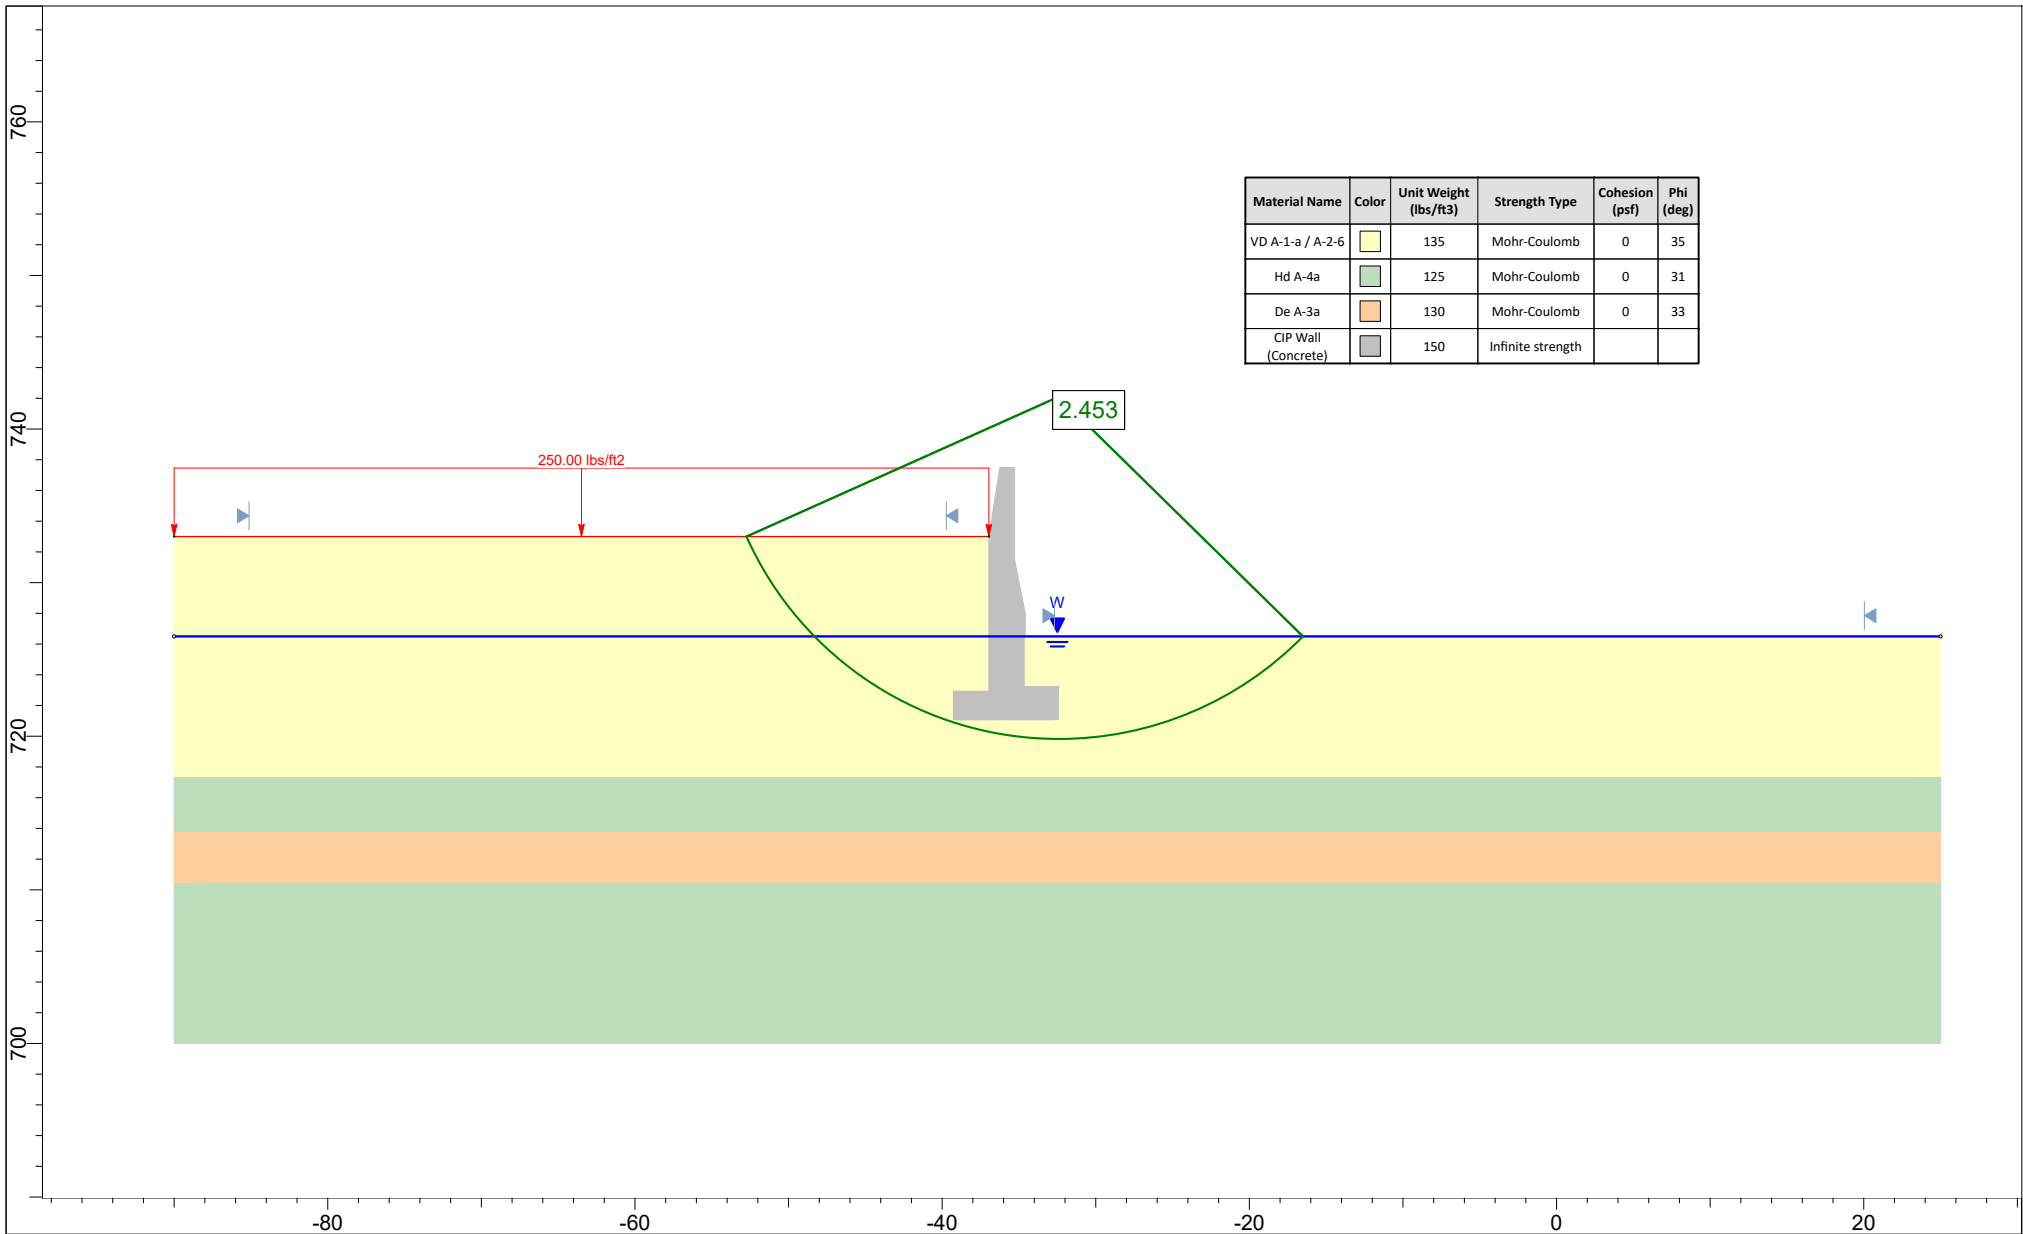 Material Name Color Unit Weight (lbs/ft3) Strength Type Cohesion (psf) Phi (deg)
VD A-1-a / A-2-6 135 Mohr-Coulomb 0 35
Hd A-4a 125 Mohr-Coulomb 0 31
De A-3a 130 Mohr-Coulomb 0 33
CIP Wall (Concrete) 150 Infinite strength
2.453
250.00 lbs/ft2
W
760
740
720
700
-80 -60 -40 -20 0 20